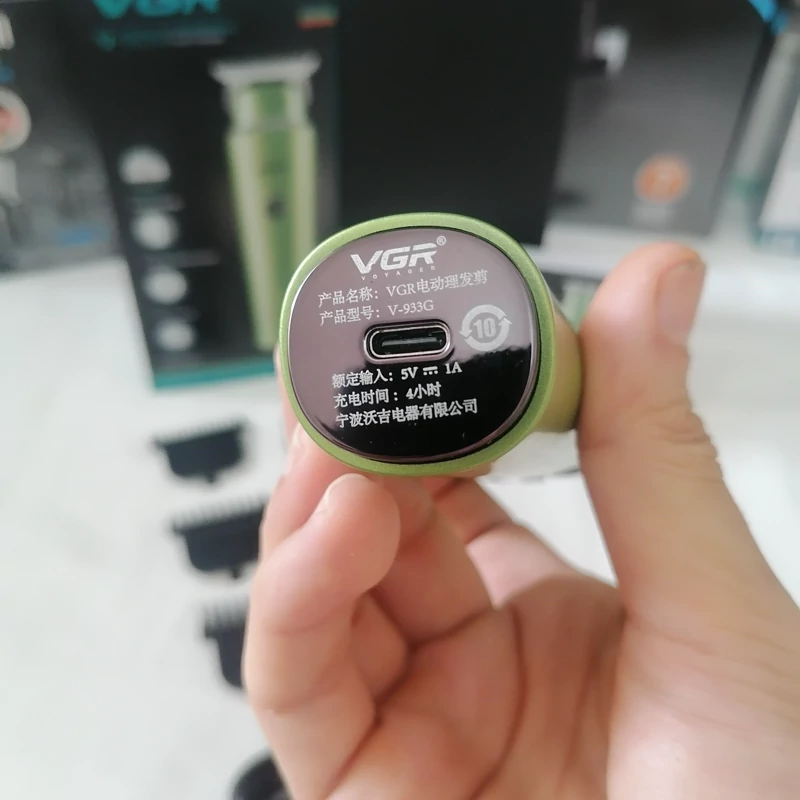 VGR
VGR®
VOYAGER
产品名称：VGR电动理发剪
产品型号：V-933G
10
额定输入：5V ⎓ 1A
充电时间：4小时
宁波沃吉电器有限公司